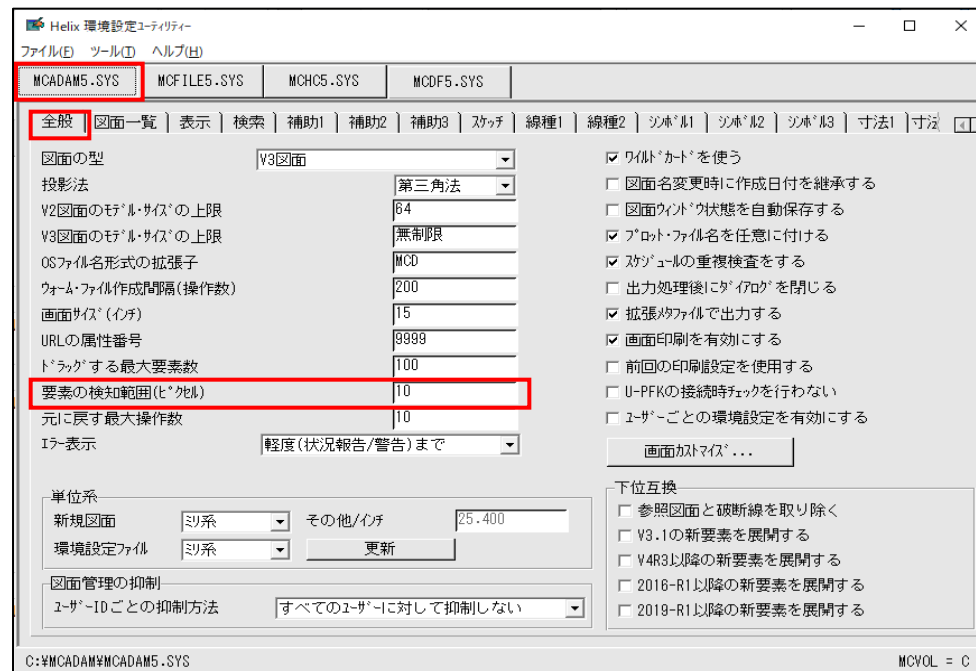 Helix 環境設定ﾕｰﾃｨﾘﾃｨｰ
ﾌｧｲﾙ(F) ﾂｰﾙ(T) ﾍﾙﾌﾟ(H)
MCADAM5.SYS MCFILE5.SYS MCHC5.SYS MCDF5.SYS
全般 図面一覧 表示 検索 補助1 補助2 補助3 ｽｹｯﾁ 線種1 線種2 ｼﾝﾎﾞﾙ1 ｼﾝﾎﾞﾙ2 ｼﾝﾎﾞﾙ3 寸法1
図面の型 V3図面
投影法 第三角法
V2図面のﾓﾃﾞﾙ･ｻｲｽﾞの上限 64
V3図面のﾓﾃﾞﾙ･ｻｲｽﾞの上限 無制限
OSﾌｧｲﾙ名形式の拡張子 MCD
ｳｫｰﾑ･ﾌｧｲﾙ作成間隔(操作数) 200
画面ｻｲｽﾞ(ｲﾝﾁ) 15
URLの属性番号 9999
ﾄﾞﾗｯｸﾞする最大要素数 100
要素の検知範囲(ﾋﾟｸｾﾙ) 10
元に戻す最大操作数 10
ｴﾗｰ表示 軽度(状況報告/警告)まで
ﾜｲﾙﾄﾞｶｰﾄﾞを使う
図面名変更時に作成日付を継承する
図面ｳｨﾝﾄﾞｳ状態を自動保存する
ﾌﾟﾛｯﾄ･ﾌｧｲﾙ名を任意に付ける
ｽｹｼﾞｭｰﾙの重複検査をする
出力処理後にﾀﾞｲｱﾛｸﾞを閉じる
拡張ﾒﾀﾌｧｲﾙで出力する
画面印刷を有効にする
前回の印刷設定を使用する
U-PFKの接続時ﾁｪｯｸを行わない
ﾕｰｻﾞｰごとの環境設定を有効にする
画面ｶｽﾀﾏｲｽﾞ...
単位系
新規図面 ﾐﾘ系 その他/ｲﾝﾁ 25.400
環境設定ﾌｧｲﾙ ﾐﾘ系 更新
図面管理の抑制
ﾕｰｻﾞｰIDごとの抑制方法 すべてのﾕｰｻﾞｰに対して抑制しない
下位互換
参照図面と破断線を取り除く
V3.1の新要素を展開する
V4R3以降の新要素を展開する
2016-R1以降の新要素を展開する
2019-R1以降の新要素を展開する
C:¥MCADAM¥MCADAM5.SYS MCVOL = C